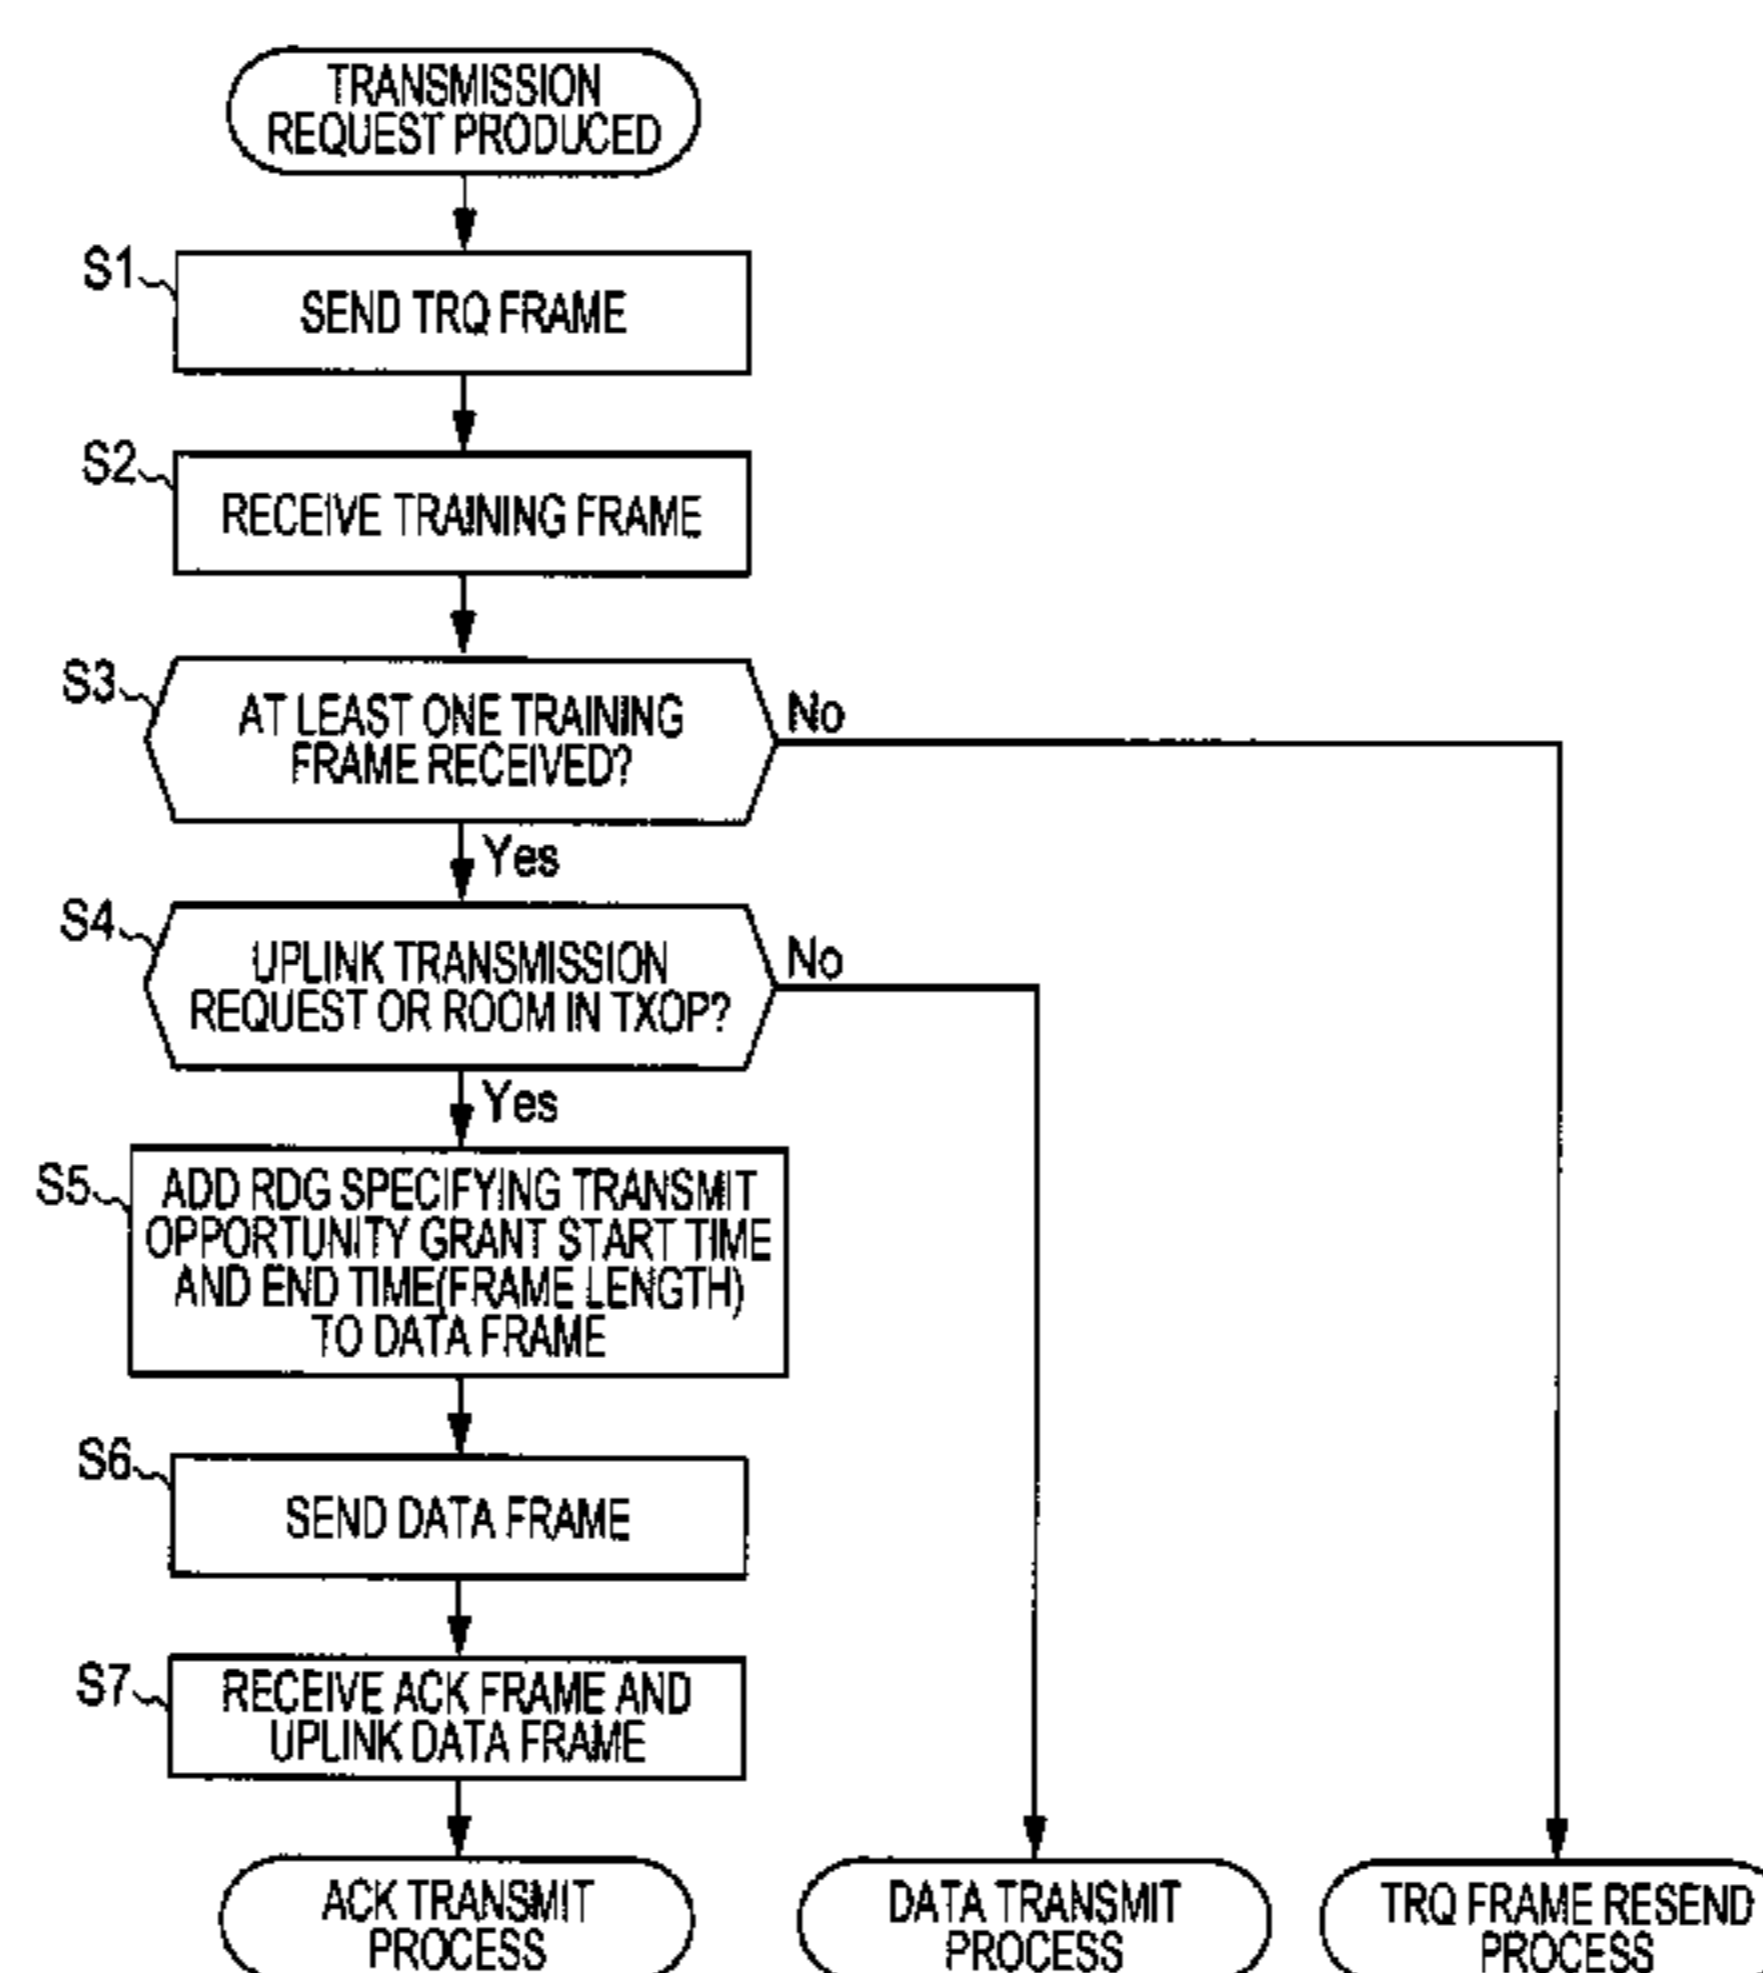 TRANSMISSION
REQUEST PRODUCED
S1
SEND TRQ FRAME
S2
RECEIVE TRAINING FRAME
S3
AT LEAST ONE TRAINING
FRAME RECEIVED?
No
Yes
S4
UPLINK TRANSMISSION
REQUEST OR ROOM IN TXOP?
No
Yes
S5
ADD RDG SPECIFYING TRANSMIT
OPPORTUNITY GRANT START TIME
AND END TIME(FRAME LENGTH)
TO DATA FRAME
S6
SEND DATA FRAME
S7
RECEIVE ACK FRAME AND
UPLINK DATA FRAME
ACK TRANSMIT
PROCESS
DATA TRANSMIT
PROCESS
TRQ FRAME RESEND
PROCESS